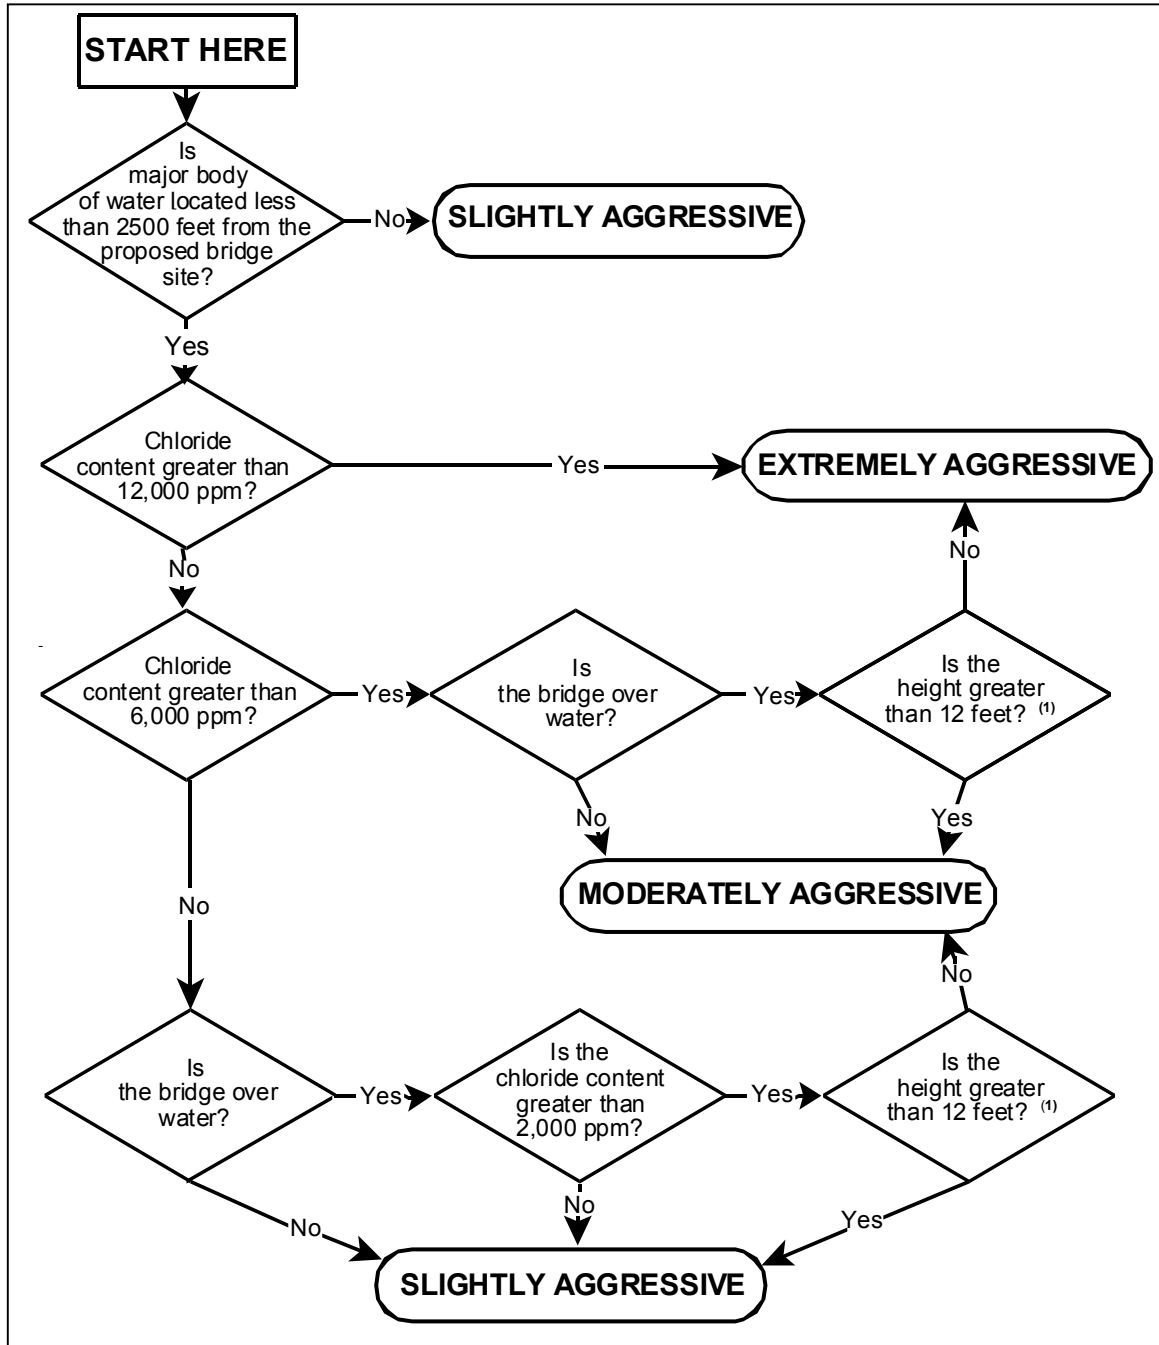 START HERE
Is
major body
of water located less
than 2500 feet from the
proposed bridge
site?
No
SLIGHTLY AGGRESSIVE
Yes
Chloride
content greater than
12,000 ppm?
Yes
EXTREMELY AGGRESSIVE
No
No
Chloride
content greater than
6,000 ppm?
Yes
Is
the bridge over
water?
Yes
Is the
height greater
than 12 feet? (1)
No
Yes
MODERATELY AGGRESSIVE
No
No
Is
the bridge over
water?
Yes
Is the
chloride content
greater than
2,000 ppm?
Yes
Is the
height greater
than 12 feet? (1)
No
No
Yes
SLIGHTLY AGGRESSIVE